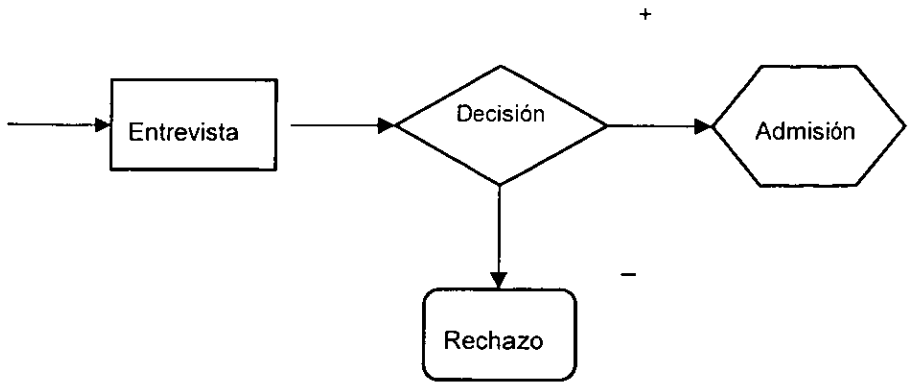 +
Entrevista
Decisión
Admisión
–
Rechazo